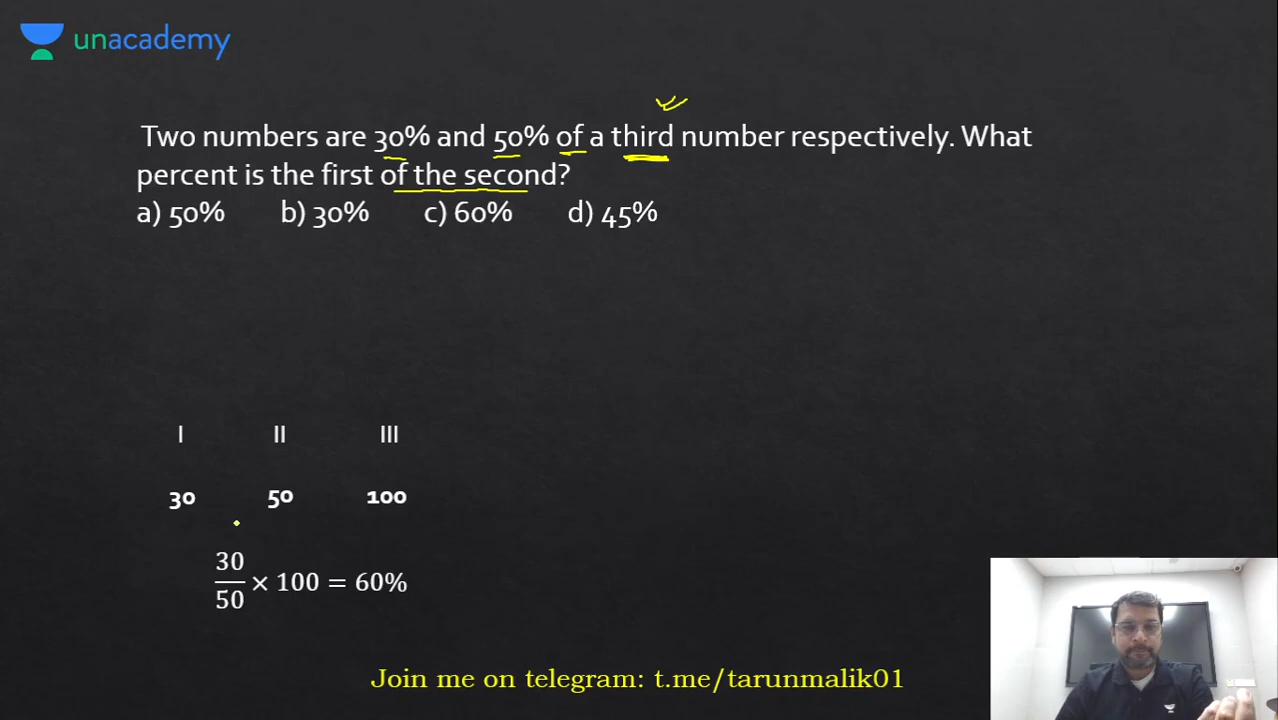 unacademy
Two numbers are 30% and 50% of a third number respectively. What
percent is the first of the second?
a) 50% b) 30% c) 60% d) 45%
I II III
30 50 100
30/50 × 100 = 60%
Join me on telegram: t.me/tarunmalik01